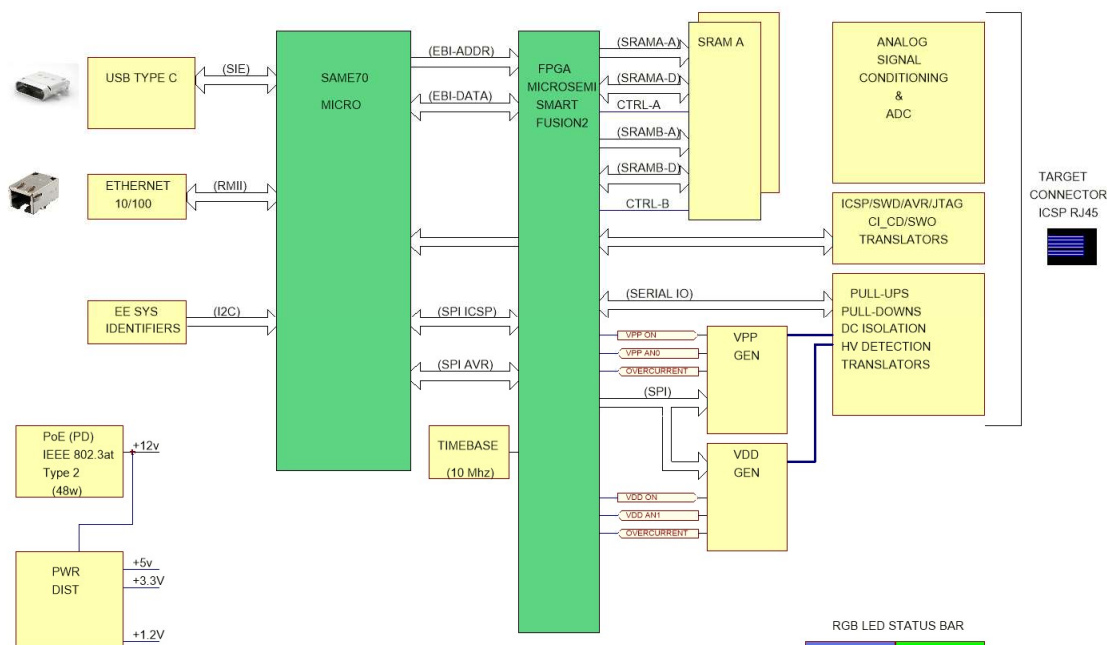 USB TYPE C
(SIE)
ETHERNET
10/100
(RMII)
EE SYS
IDENTIFIERS
(I2C)
PoE (PD)
IEEE 802.3at
Type 2
(48w)
+12v
PWR
DIST
+5v
+3.3V
+1.2V
SAME70
MICRO
(EBI-ADDR)
(EBI-DATA)
(SPI ICSP)
(SPI AVR)
TIMEBASE
(10 Mhz)
FPGA
MICROSEMI
SMART
FUSION2
(SRAMA-A)
(SRAMA-D)
CTRL-A
(SRAMB-A)
(SRAMB-D)
CTRL-B
SRAM A
(SERIAL IO)
VPP ON
VPP AN0
OVERCURRENT
(SPI)
VPP
GEN
VDD
GEN
VDD ON
VDD AN1
OVERCURRENT
ANALOG
SIGNAL
CONDITIONING
&
ADC
ICSP/SWD/AVR/JTAG
CI_CD/SWO
TRANSLATORS
PULL-UPS
PULL-DOWNS
DC ISOLATION
HV DETECTION
TRANSLATORS
TARGET
CONNECTOR
ICSP RJ45
RGB LED STATUS BAR